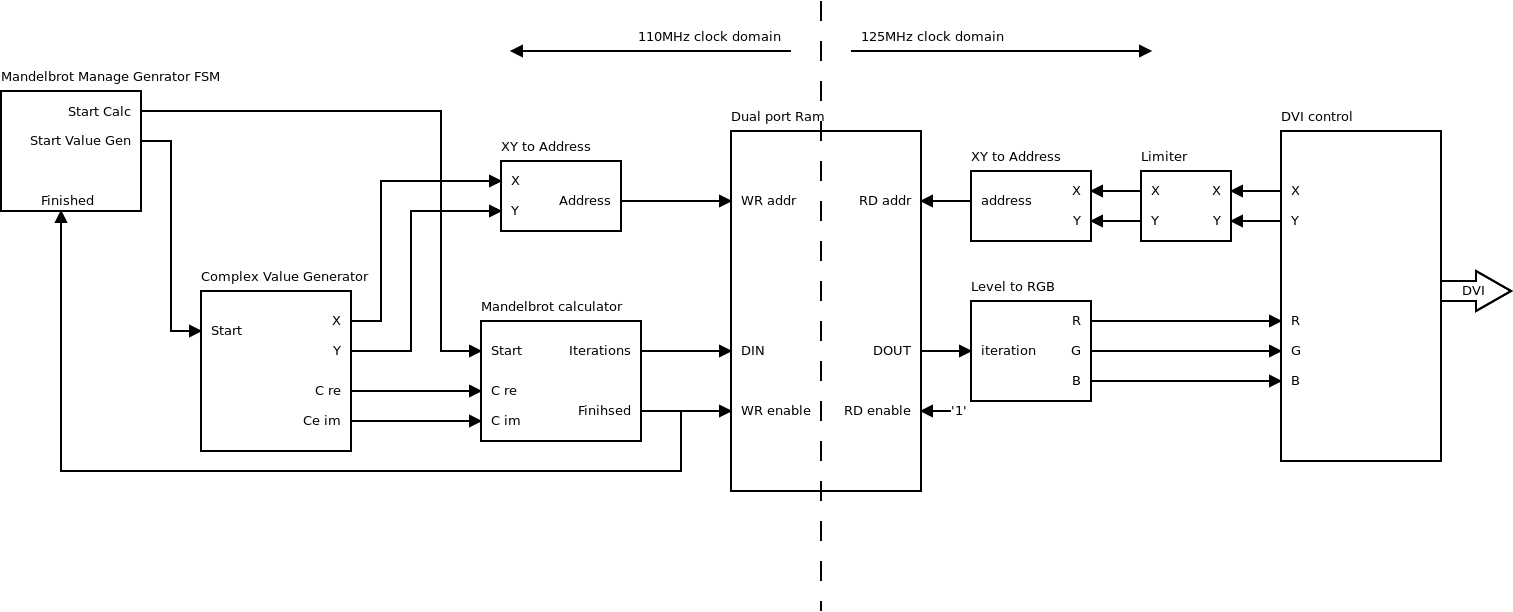 110MHz clock domain
125MHz clock domain
Mandelbrot Manage Genrator FSM
Start Calc
Start Value Gen
Finished
Complex Value Generator
Start
X
Y
C re
Ce im
XY to Address
X
Y
Address
Mandelbrot calculator
Start
Iterations
C re
Finihsed
C im
Dual port Ram
WR addr
RD addr
DIN
DOUT
WR enable
RD enable
'1'
XY to Address
address
X
Y
Limiter
X
X
Y
Y
Level to RGB
R
iteration
G
B
DVI control
X
Y
R
G
B
DVI